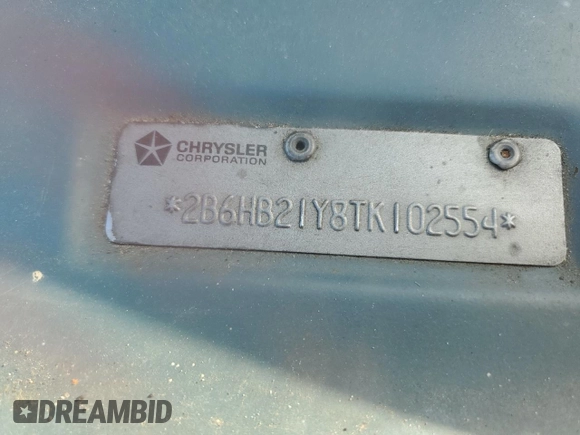 CHRYSLER
CORPORATION
*2B6HB21Y8TK102554*
DREAMBID